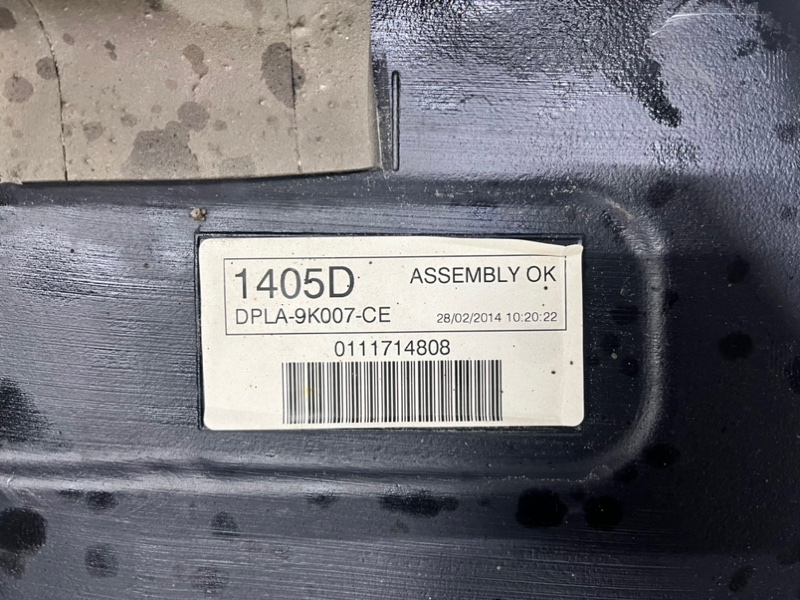 1405D ASSEMBLY OK
DPLA-9K007-CE 28/02/2014 10:20:22
0111714808